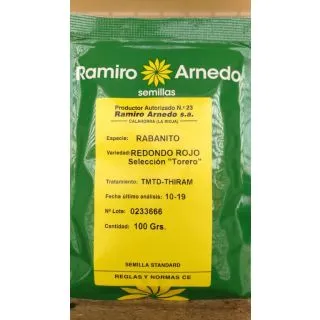 Ramiro Arnedo
semillas
Productor Autorizado N.º 23
Ramiro Arnedo s.a.
CALAHORRA (LA RIOJA)
Especie: RABANITO
Variedad: REDONDO ROJO
Selección "Torero"
Tratamiento: TMTD-THIRAM
Fecha último análisis: 10-19
Nº Lote: 0233666
Cantidad: 100 Grs.
SEMILLA STANDARD
REGLAS Y NORMAS CE